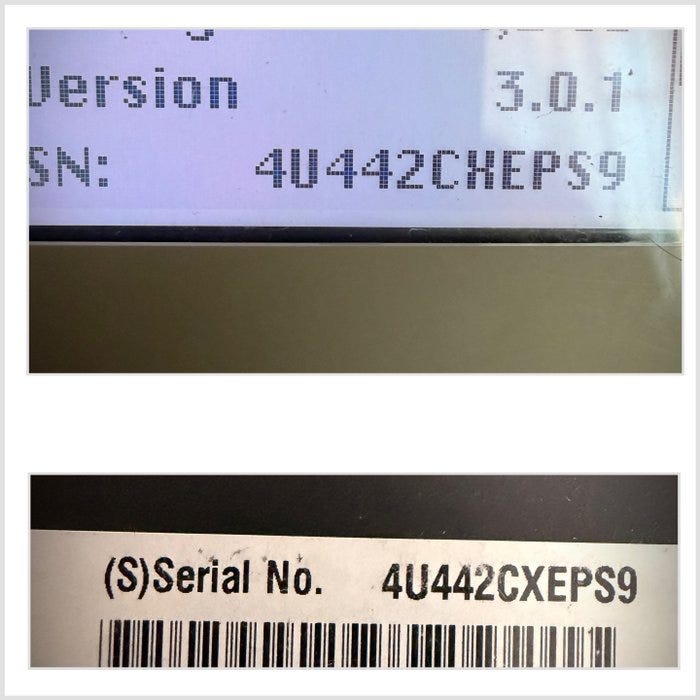 Version 3.0.1
SN: 4U442CXEPS9
(S)Serial No. 4U442CXEPS9